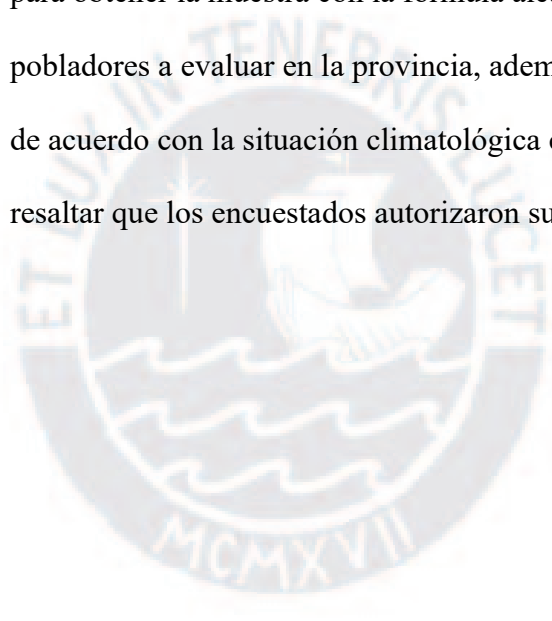 para obtener la muestra con la fórmula
pobladores a evaluar en la provincia,
de acuerdo con la situación climatológica
resaltar que los encuestados autorizaron
ET LUX IN TENEBRIS LUCET
MCMXVII